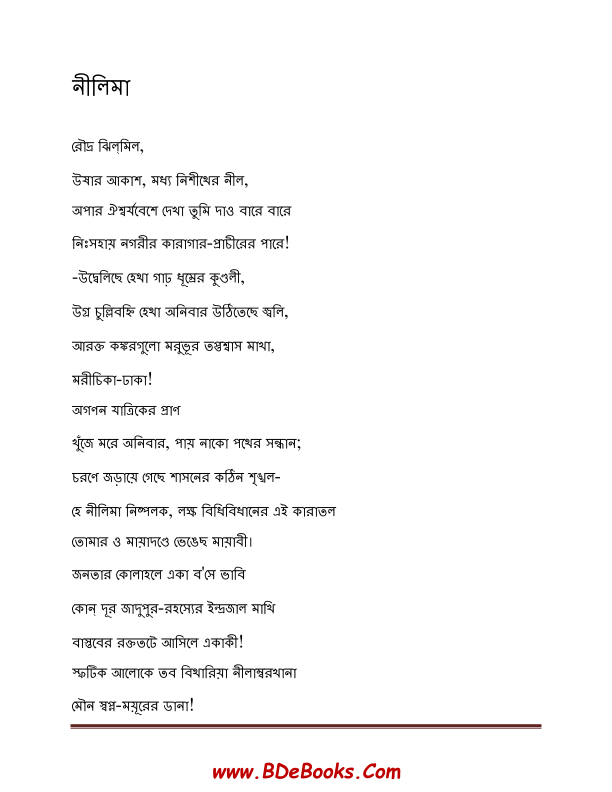 নীলিমা
রৌদ্র ঝিল্‌মিল,
উষার আকাশ, মধ্য নিশীথের নীল,
অপার ঐশ্বর্যবেশে দেখা তুমি দাও বারে বারে
নিঃসহায় নগরীর কারাগার-প্রাচীরের পারে!
-উদ্বেলিছে হেথা গাঢ় ধূম্রের কুণ্ডলী,
উগ্র চুল্লিবহ্নি হেথা অনিবার উঠিতেছে জ্বলি,
আরক্ত কঙ্করগুলো মরুভূর তপ্তশ্বাস মাখা,
মরীচিকা-ঢাকা!
অগণন যাত্রিকের প্রাণ
খুঁজে মরে অনিবার, পায় নাকো পথের সন্ধান;
চরণে জড়ায়ে গেছে শাসনের কঠিন শৃঙ্খল-
হে নীলিমা নিষ্পলক, লক্ষ বিধিবিধানের এই কারাতল
তোমার ও মায়াদণ্ডে ভেঙেছ মায়াবী।
জনতার কোলাহলে একা ব'সে ভাবি
কোন্ দূর জাদুপুর-রহস্যের ইন্দ্রজাল মাখি
বাস্তবের রক্ততটে আসিলে একাকী!
স্ফটিক আলোকে তব বিথারিয়া নীলাম্বরখানা
মৌন স্বপ্ন-ময়ূরের ডানা!
www.BDeBooks.Com